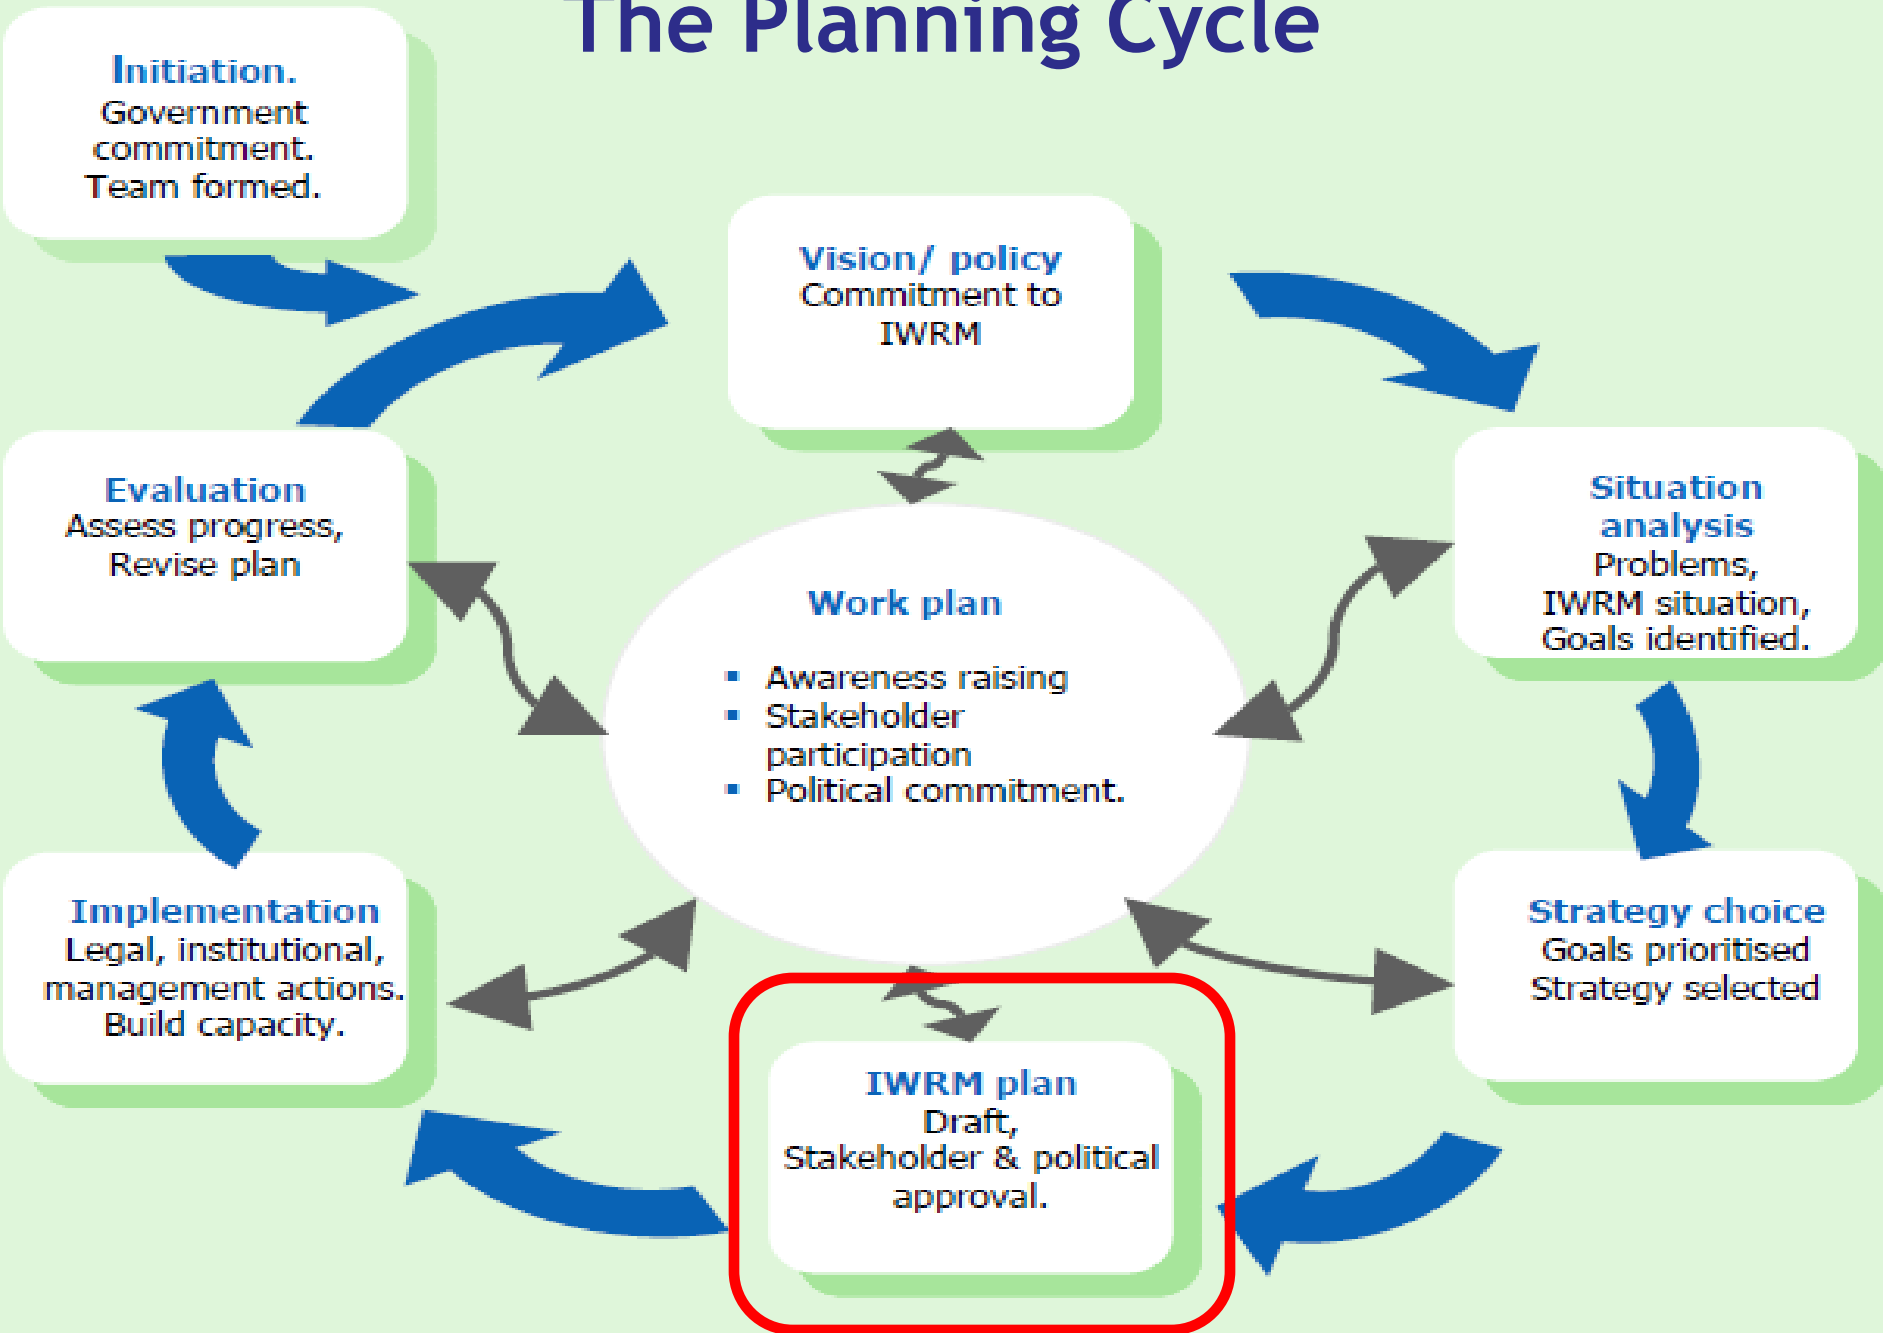 The Planning Cycle
Initiation.
Government
commitment.
Team formed.
Vision/ policy
Commitment to
IWRM
Situation
analysis
Problems,
IWRM situation,
Goals identified.
Strategy choice
Goals prioritised
Strategy selected
IWRM plan
Draft,
Stakeholder & political
approval.
Implementation
Legal, institutional,
management actions.
Build capacity.
Evaluation
Assess progress,
Revise plan
Work plan
▪ Awareness raising
▪ Stakeholder
participation
▪ Political commitment.